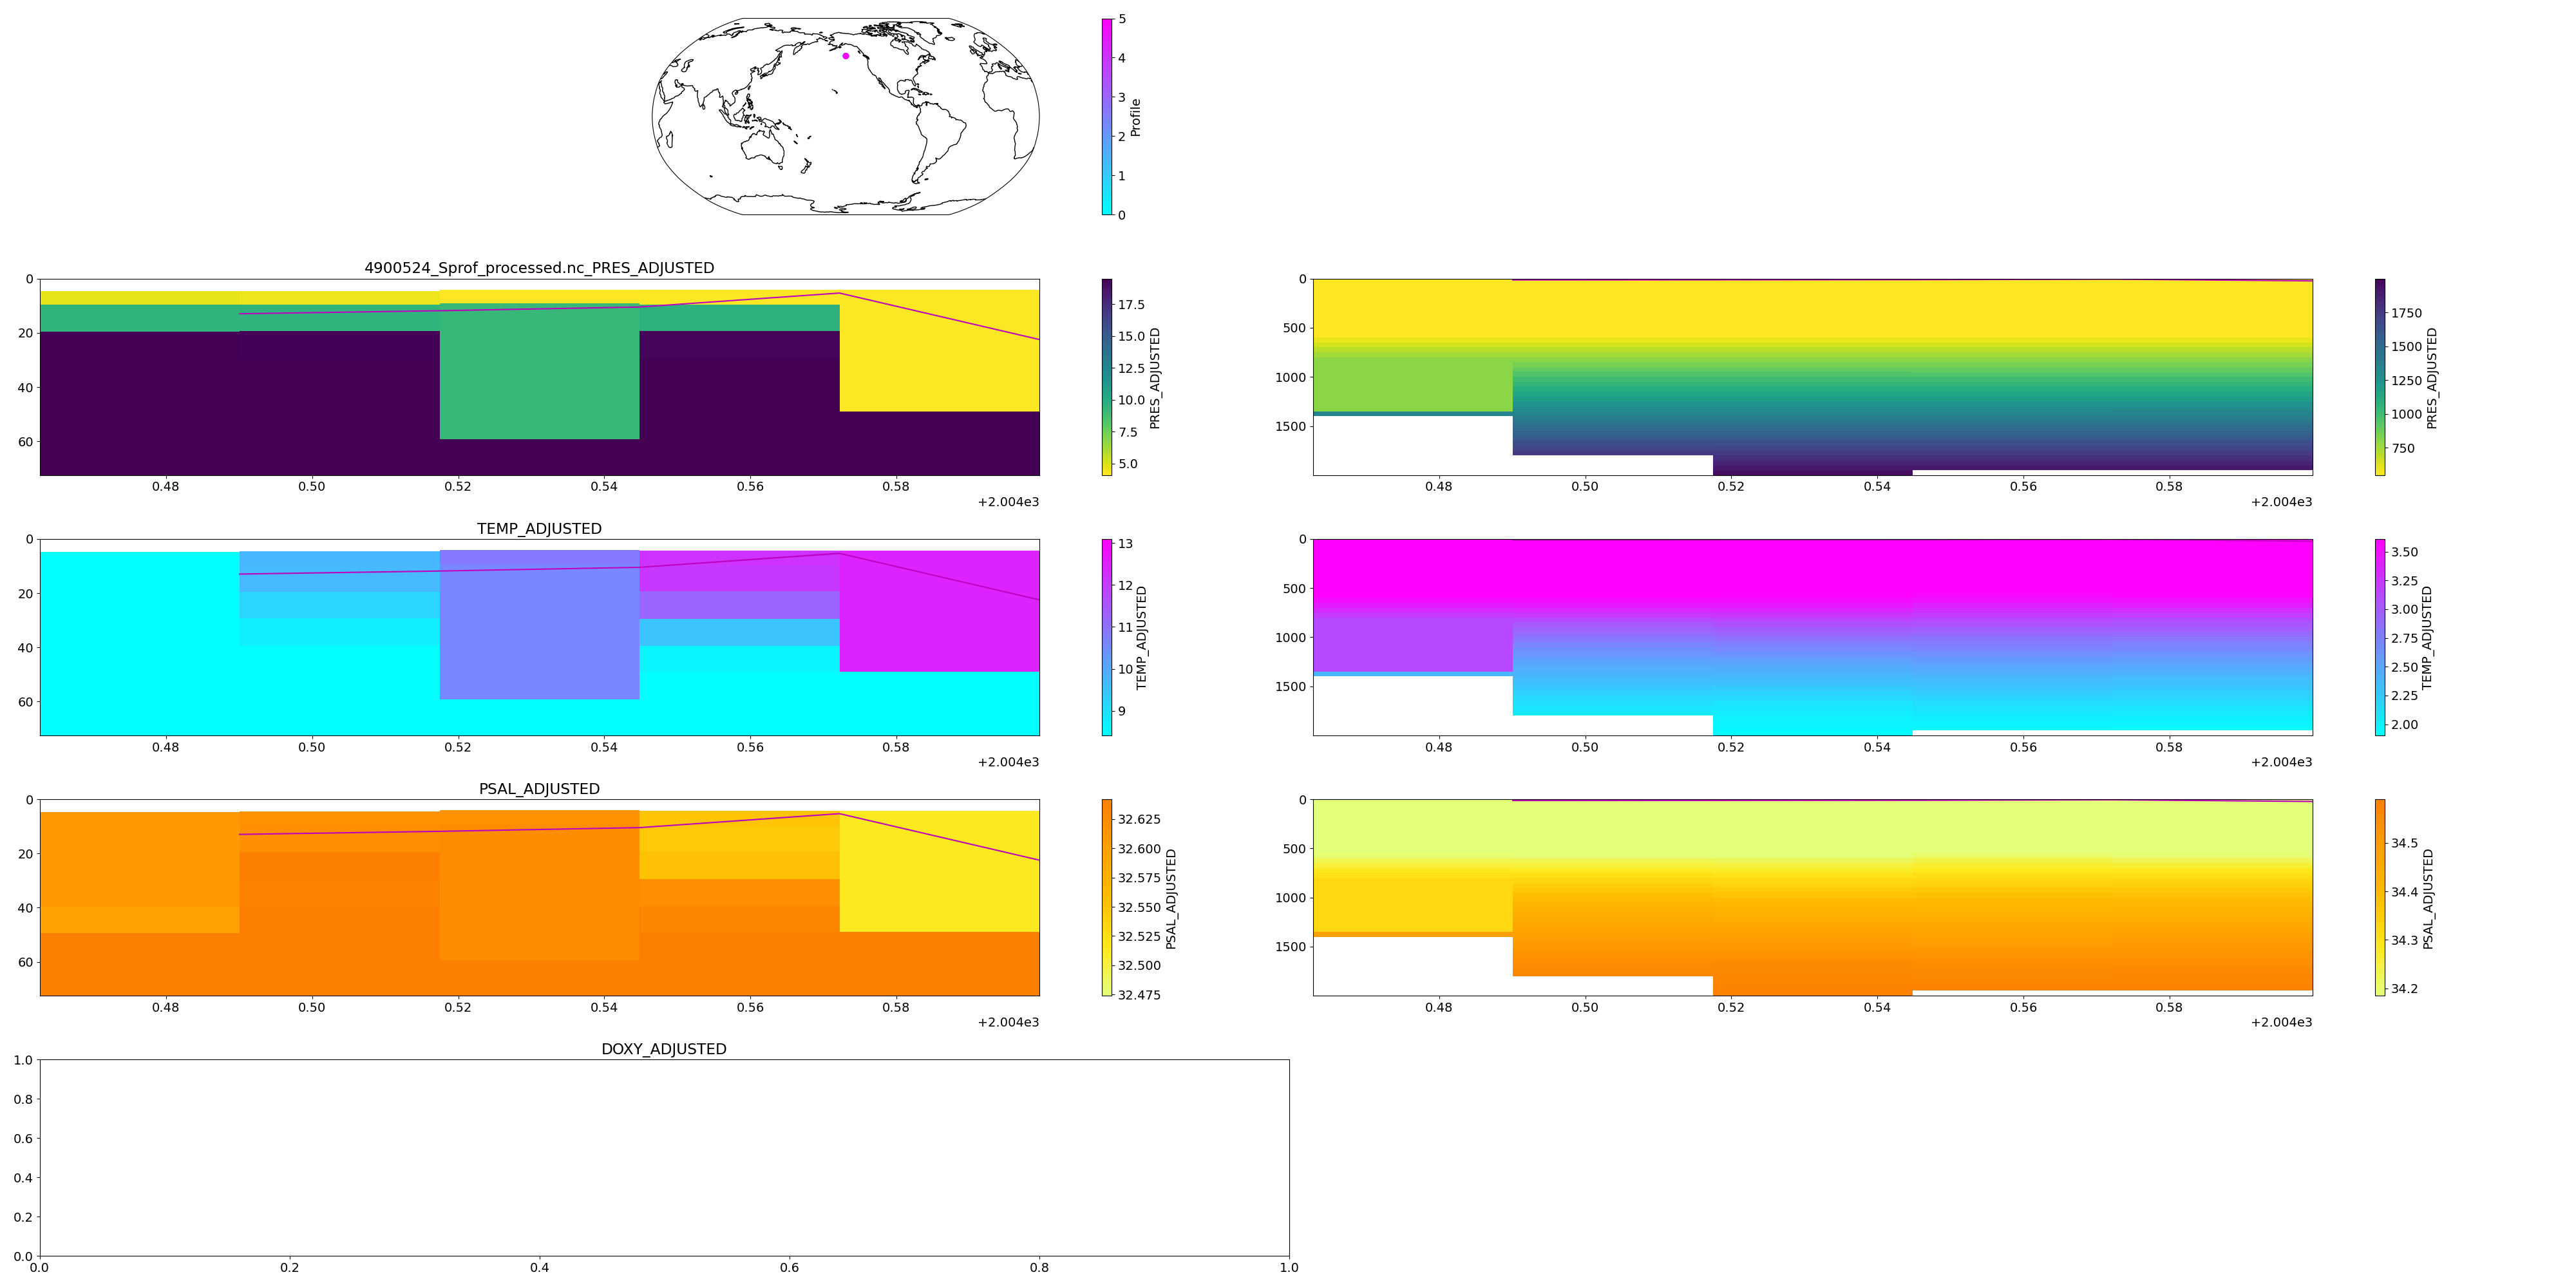 5
4
3
2
1
0
Profile
4900524_Sprof_processed.nc_PRES_ADJUSTED
0
20
40
60
0.48 0.50 0.52 0.54 0.56 0.58
+2.004e3
17.5
15.0
12.5
10.0
7.5
5.0
PRES_ADJUSTED
0
500
1000
1500
0.48 0.50 0.52 0.54 0.56 0.58
+2.004e3
1750
1500
1250
1000
750
PRES_ADJUSTED
TEMP_ADJUSTED
0
20
40
60
0.48 0.50 0.52 0.54 0.56 0.58
+2.004e3
13
12
11
10
9
TEMP_ADJUSTED
0
500
1000
1500
0.48 0.50 0.52 0.54 0.56 0.58
+2.004e3
3.50
3.25
3.00
2.75
2.50
2.25
2.00
TEMP_ADJUSTED
PSAL_ADJUSTED
0
20
40
60
0.48 0.50 0.52 0.54 0.56 0.58
+2.004e3
32.625
32.600
32.575
32.550
32.525
32.500
32.475
PSAL_ADJUSTED
0
500
1000
1500
0.48 0.50 0.52 0.54 0.56 0.58
+2.004e3
34.5
34.4
34.3
34.2
PSAL_ADJUSTED
DOXY_ADJUSTED
1.0
0.8
0.6
0.4
0.2
0.0
0.0 0.2 0.4 0.6 0.8 1.0